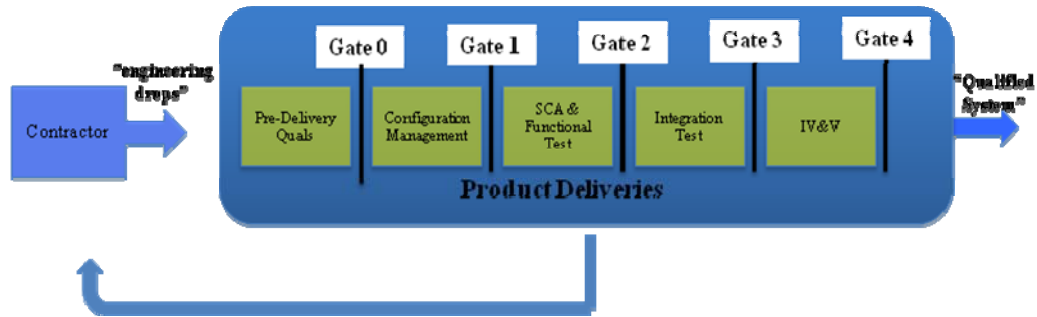 Gate 0
Gate 1
Gate 2
Gate 3
Gate 4
"engineering
drops"
"Qualified
System"
Contractor
Pre-Delivery
Quals
Configuration
Management
SCA &
Functional
Test
Integration
Test
IV&V
Product Deliveries